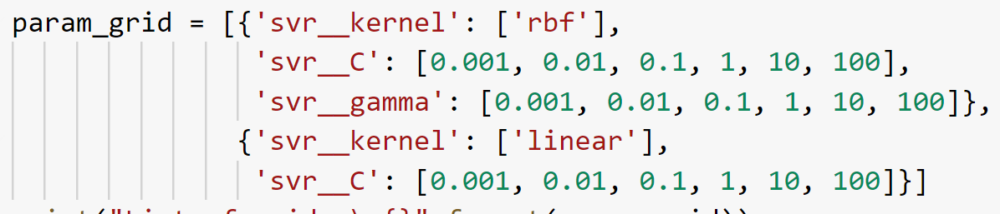 param_grid = [{'svr__kernel': ['rbf'],
'svr__C': [0.001, 0.01, 0.1, 1, 10, 100],
'svr__gamma': [0.001, 0.01, 0.1, 1, 10, 100]},
{'svr__kernel': ['linear'],
'svr__C': [0.001, 0.01, 0.1, 1, 10, 100]}]